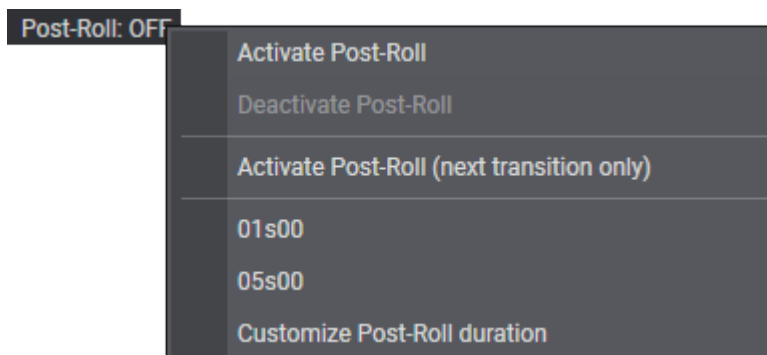 Post-Roll: OFF
Activate Post-Roll
Deactivate Post-Roll
Activate Post-Roll (next transition only)
01s00
05s00
Customize Post-Roll duration